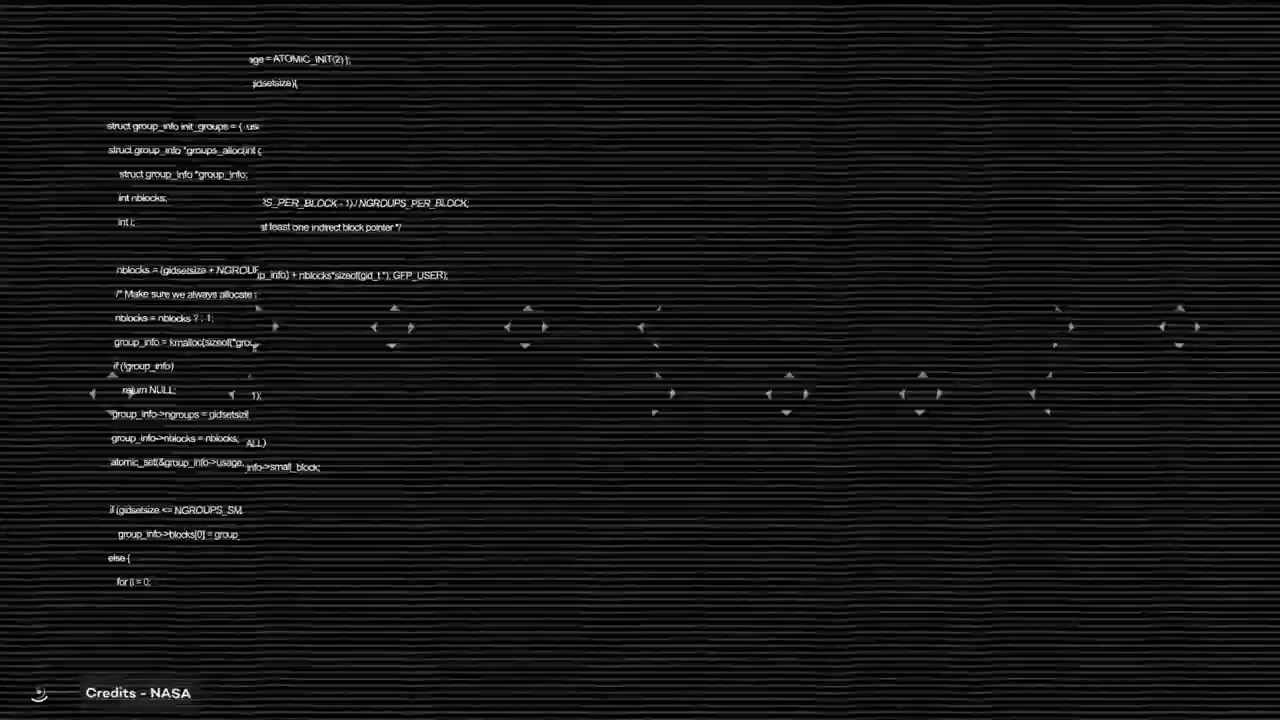 age = ATOMIC_INIT(2) };
gidsetsize){
struct group_info init_groups = { .us
struct group_info *groups_alloc(int g
struct group_info *group_info;
int nblocks;
S_PER_BLOCK - 1) / NGROUPS_PER_BLOCK;
int i;
at least one indirect block pointer */
nblocks = (gidsetsize + NGROUP
p_info) + nblocks*sizeof(gid_t *), GFP_USER);
/* Make sure we always allocate
nblocks = nblocks ? : 1;
group_info = kmalloc(sizeof(*grou
if (!group_info)
return NULL;
1);
group_info->ngroups = gidsetsize
group_info->nblocks = nblocks;
ALL)
atomic_set(&group_info->usage,
info->small_block;
if (gidsetsize <= NGROUPS_SM
group_info->blocks[0] = group_
else {
for (i = 0;
Credits - NASA